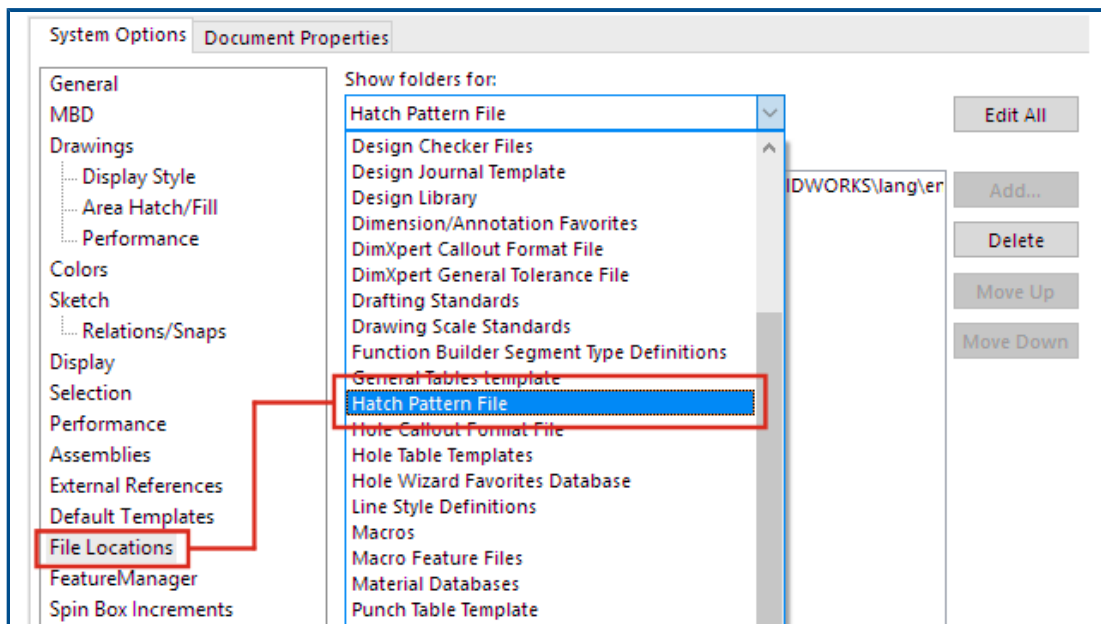 System Options
Document Properties
General
MBD
Drawings
Display Style
Area Hatch/Fill
Performance
Colors
Sketch
Relations/Snaps
Display
Selection
Performance
Assemblies
External References
Default Templates
File Locations
FeatureManager
Spin Box Increments
Show folders for:
Hatch Pattern File
Design Checker Files
Design Journal Template
Design Library
Dimension/Annotation Favorites
DimXpert Callout Format File
DimXpert General Tolerance File
Drafting Standards
Drawing Scale Standards
Function Builder Segment Type Definitions
General Tables template
Hatch Pattern File
Hole Callout Format File
Hole Table Templates
Hole Wizard Favorites Database
Line Style Definitions
Macros
Macro Feature Files
Material Databases
Punch Table Template
IDWORKS\lang\en
Edit All
Add...
Delete
Move Up
Move Down